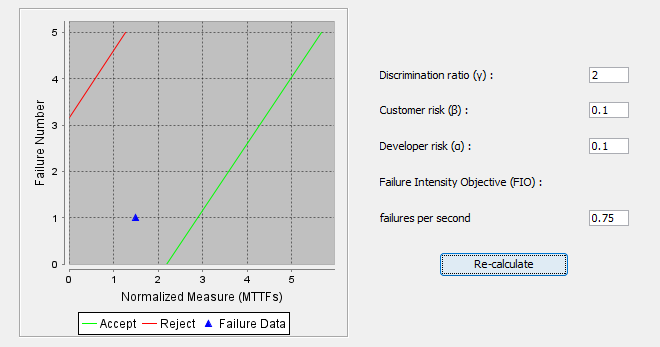 5
4
3
2
1
0
Failure Number
0 1 2 3 4 5
Normalized Measure (MTTFs)
Accept Reject Failure Data
Discrimination ratio (γ) : 2
Customer risk (β) : 0.1
Developer risk (α) : 0.1
Failure Intensity Objective (FIO) :
failures per second 0.75
Re-calculate